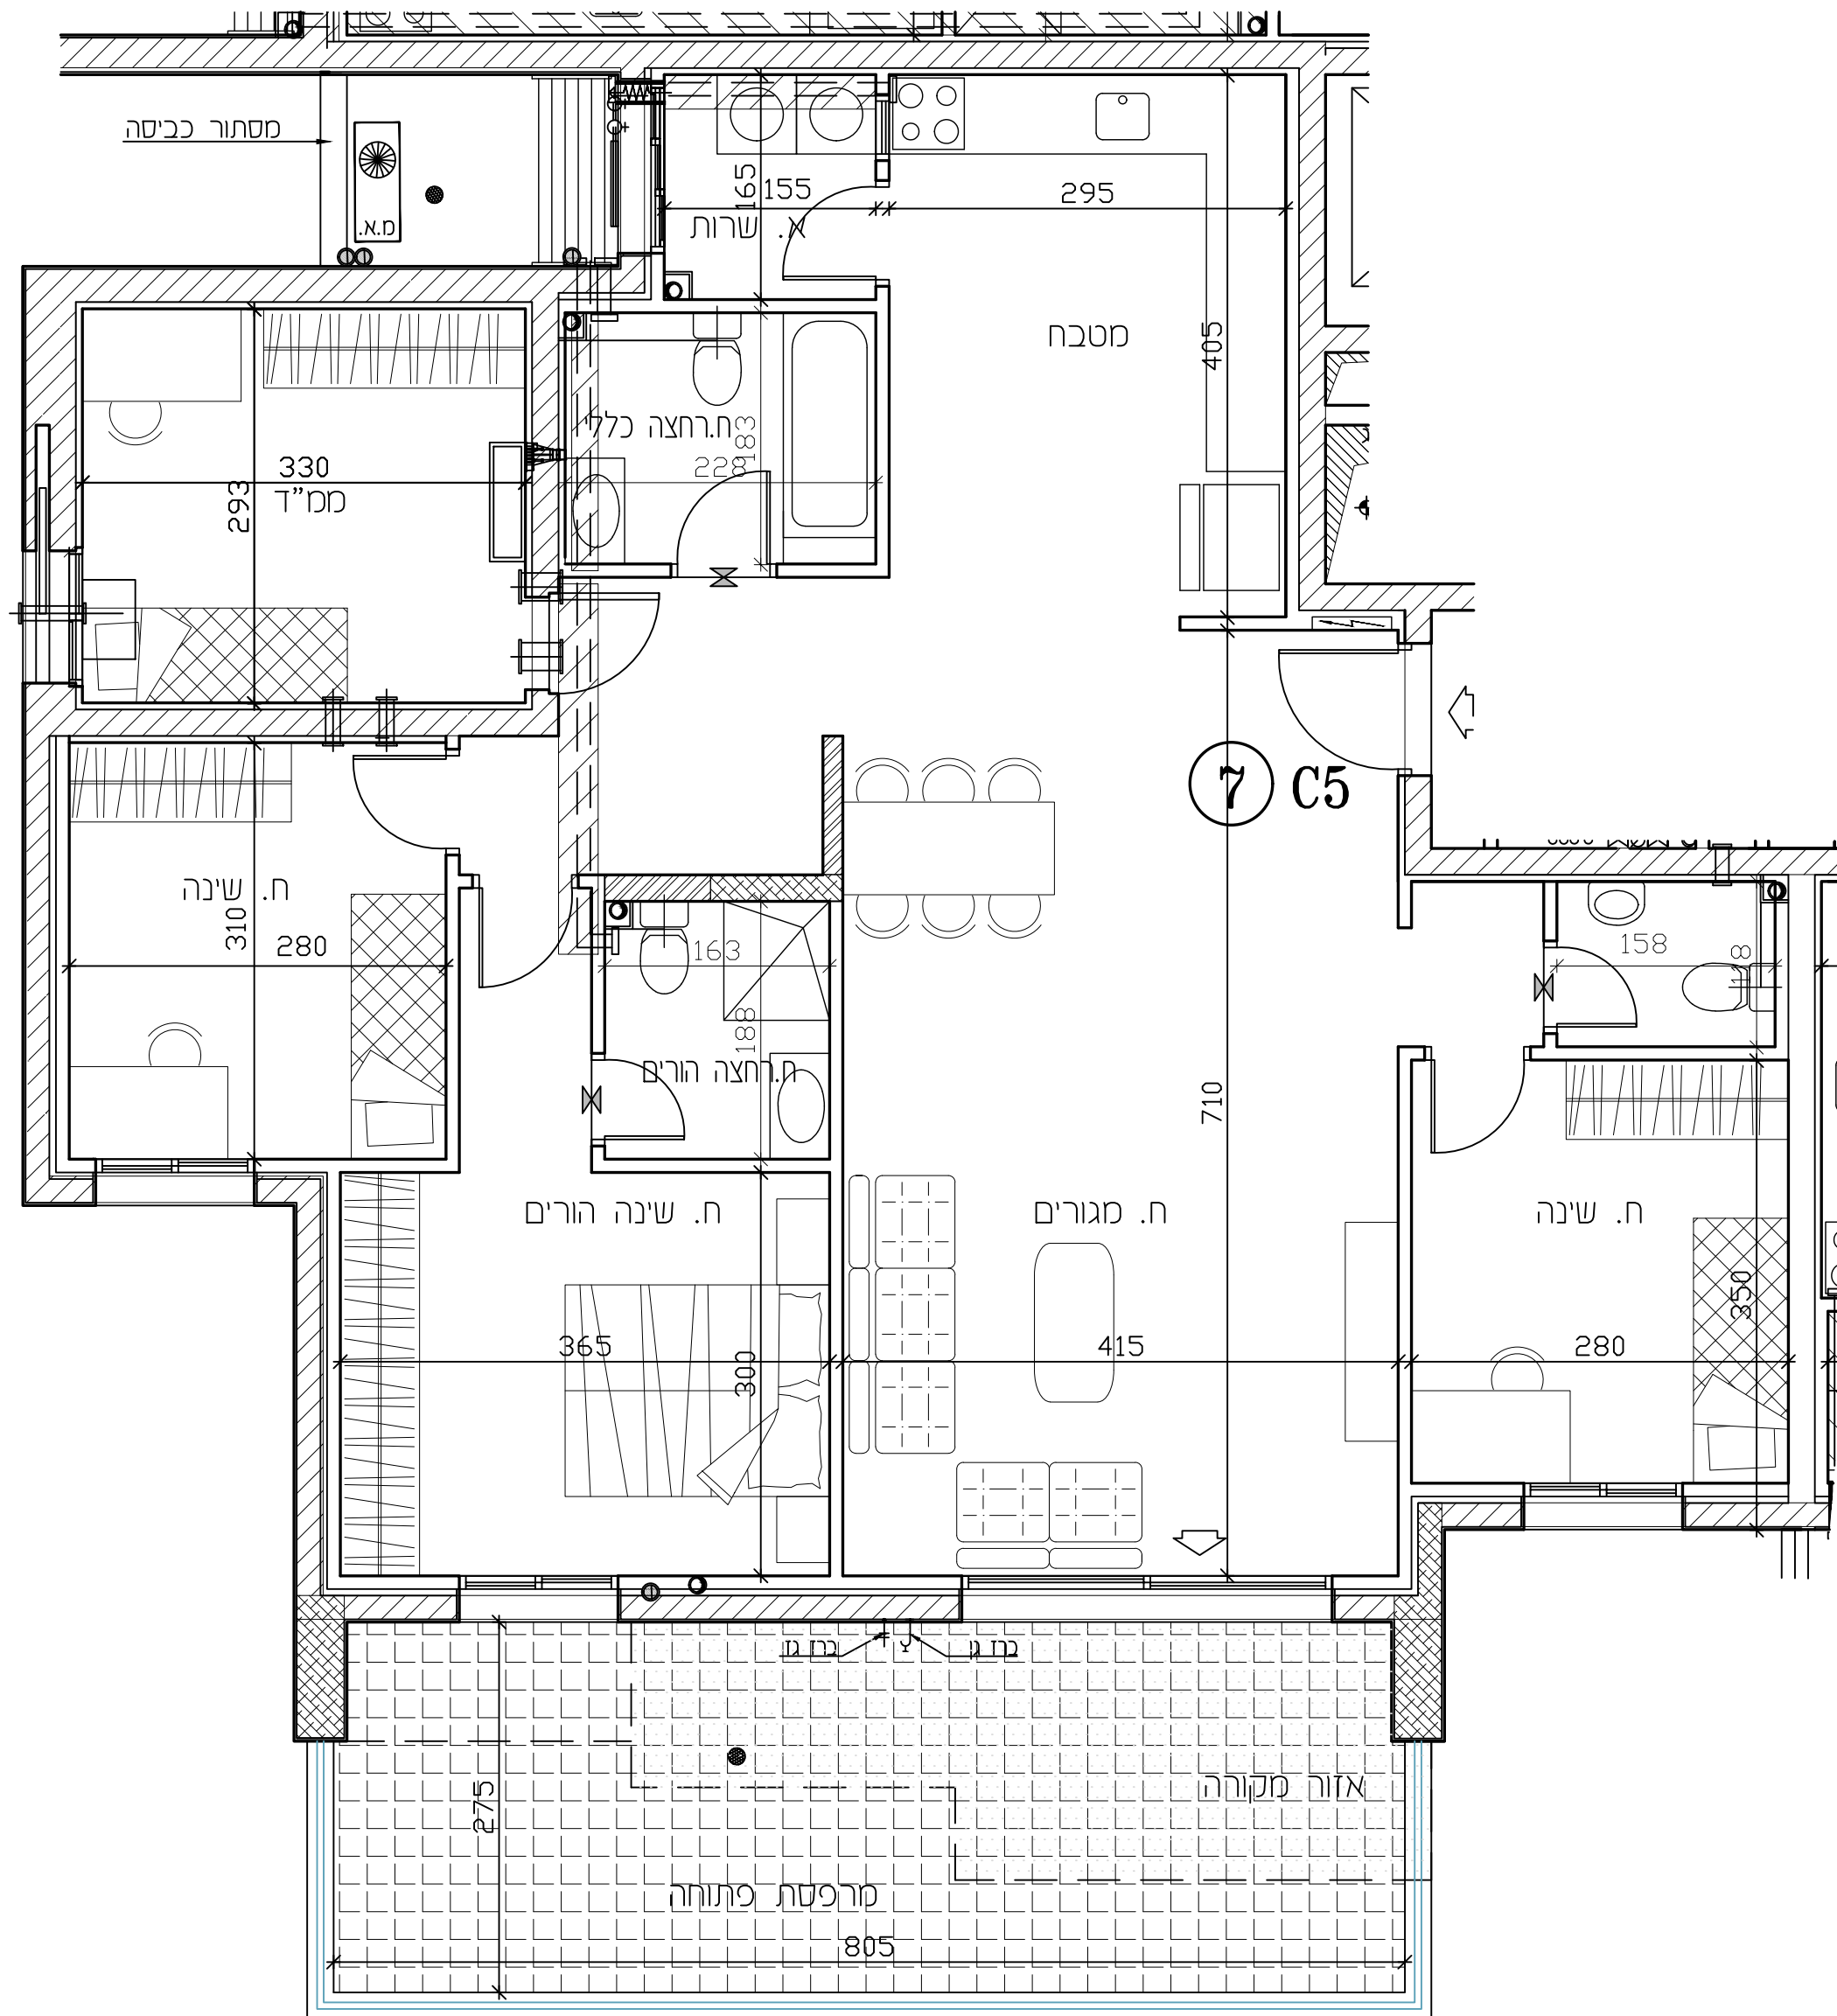 מסתור כביסה
מ.א.
165
155
295
א. שרות
מטבח
405
ח.רחצה כללי
183
228
330
293
ממ"ד
7 C5
ח. שינה
310
280
163
188
ח.רחצה הורים
158
118
710
ח. שינה הורים
ח. מגורים
ח. שינה
350
365
300
415
280
ברז גז
ברז גן
275
אזור מקורה
מרפסת פתוחה
805